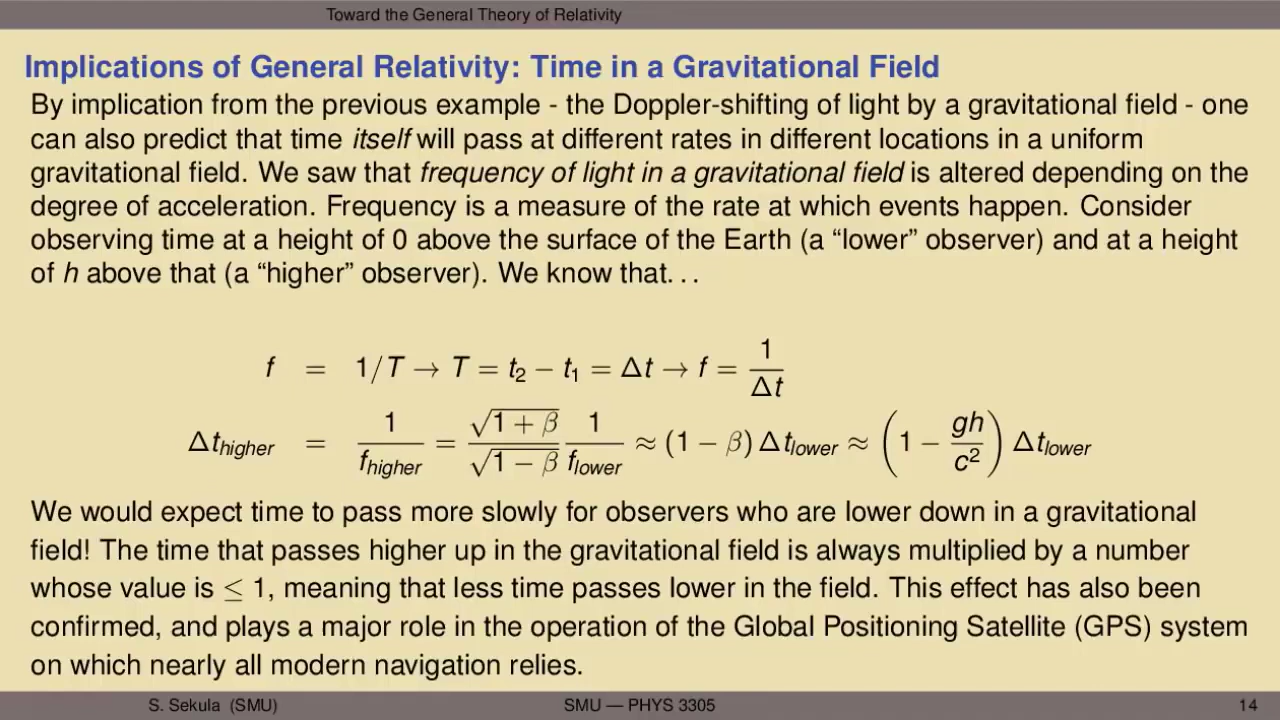 Toward the General Theory of Relativity
Implications of General Relativity: Time in a Gravitational Field
By implication from the previous example - the Doppler-shifting of light by a gravitational field - one
can also predict that time itself will pass at different rates in different locations in a uniform
gravitational field. We saw that frequency of light in a gravitational field is altered depending on the
degree of acceleration. Frequency is a measure of the rate at which events happen. Consider
observing time at a height of 0 above the surface of the Earth (a “lower” observer) and at a height
of h above that (a “higher” observer). We know that. . .
f = 1/T → T = t₂ − t₁ = Δt → f = 1/Δt
Δt_higher = 1/f_higher = √(1 + β)/√(1 − β) 1/f_lower ≈ (1 − β) Δt_lower ≈ (1 − gh/c²) Δt_lower
We would expect time to pass more slowly for observers who are lower down in a gravitational
field! The time that passes higher up in the gravitational field is always multiplied by a number
whose value is ≤ 1, meaning that less time passes lower in the field. This effect has also been
confirmed, and plays a major role in the operation of the Global Positioning Satellite (GPS) system
on which nearly all modern navigation relies.
S. Sekula (SMU) SMU — PHYS 3305 14